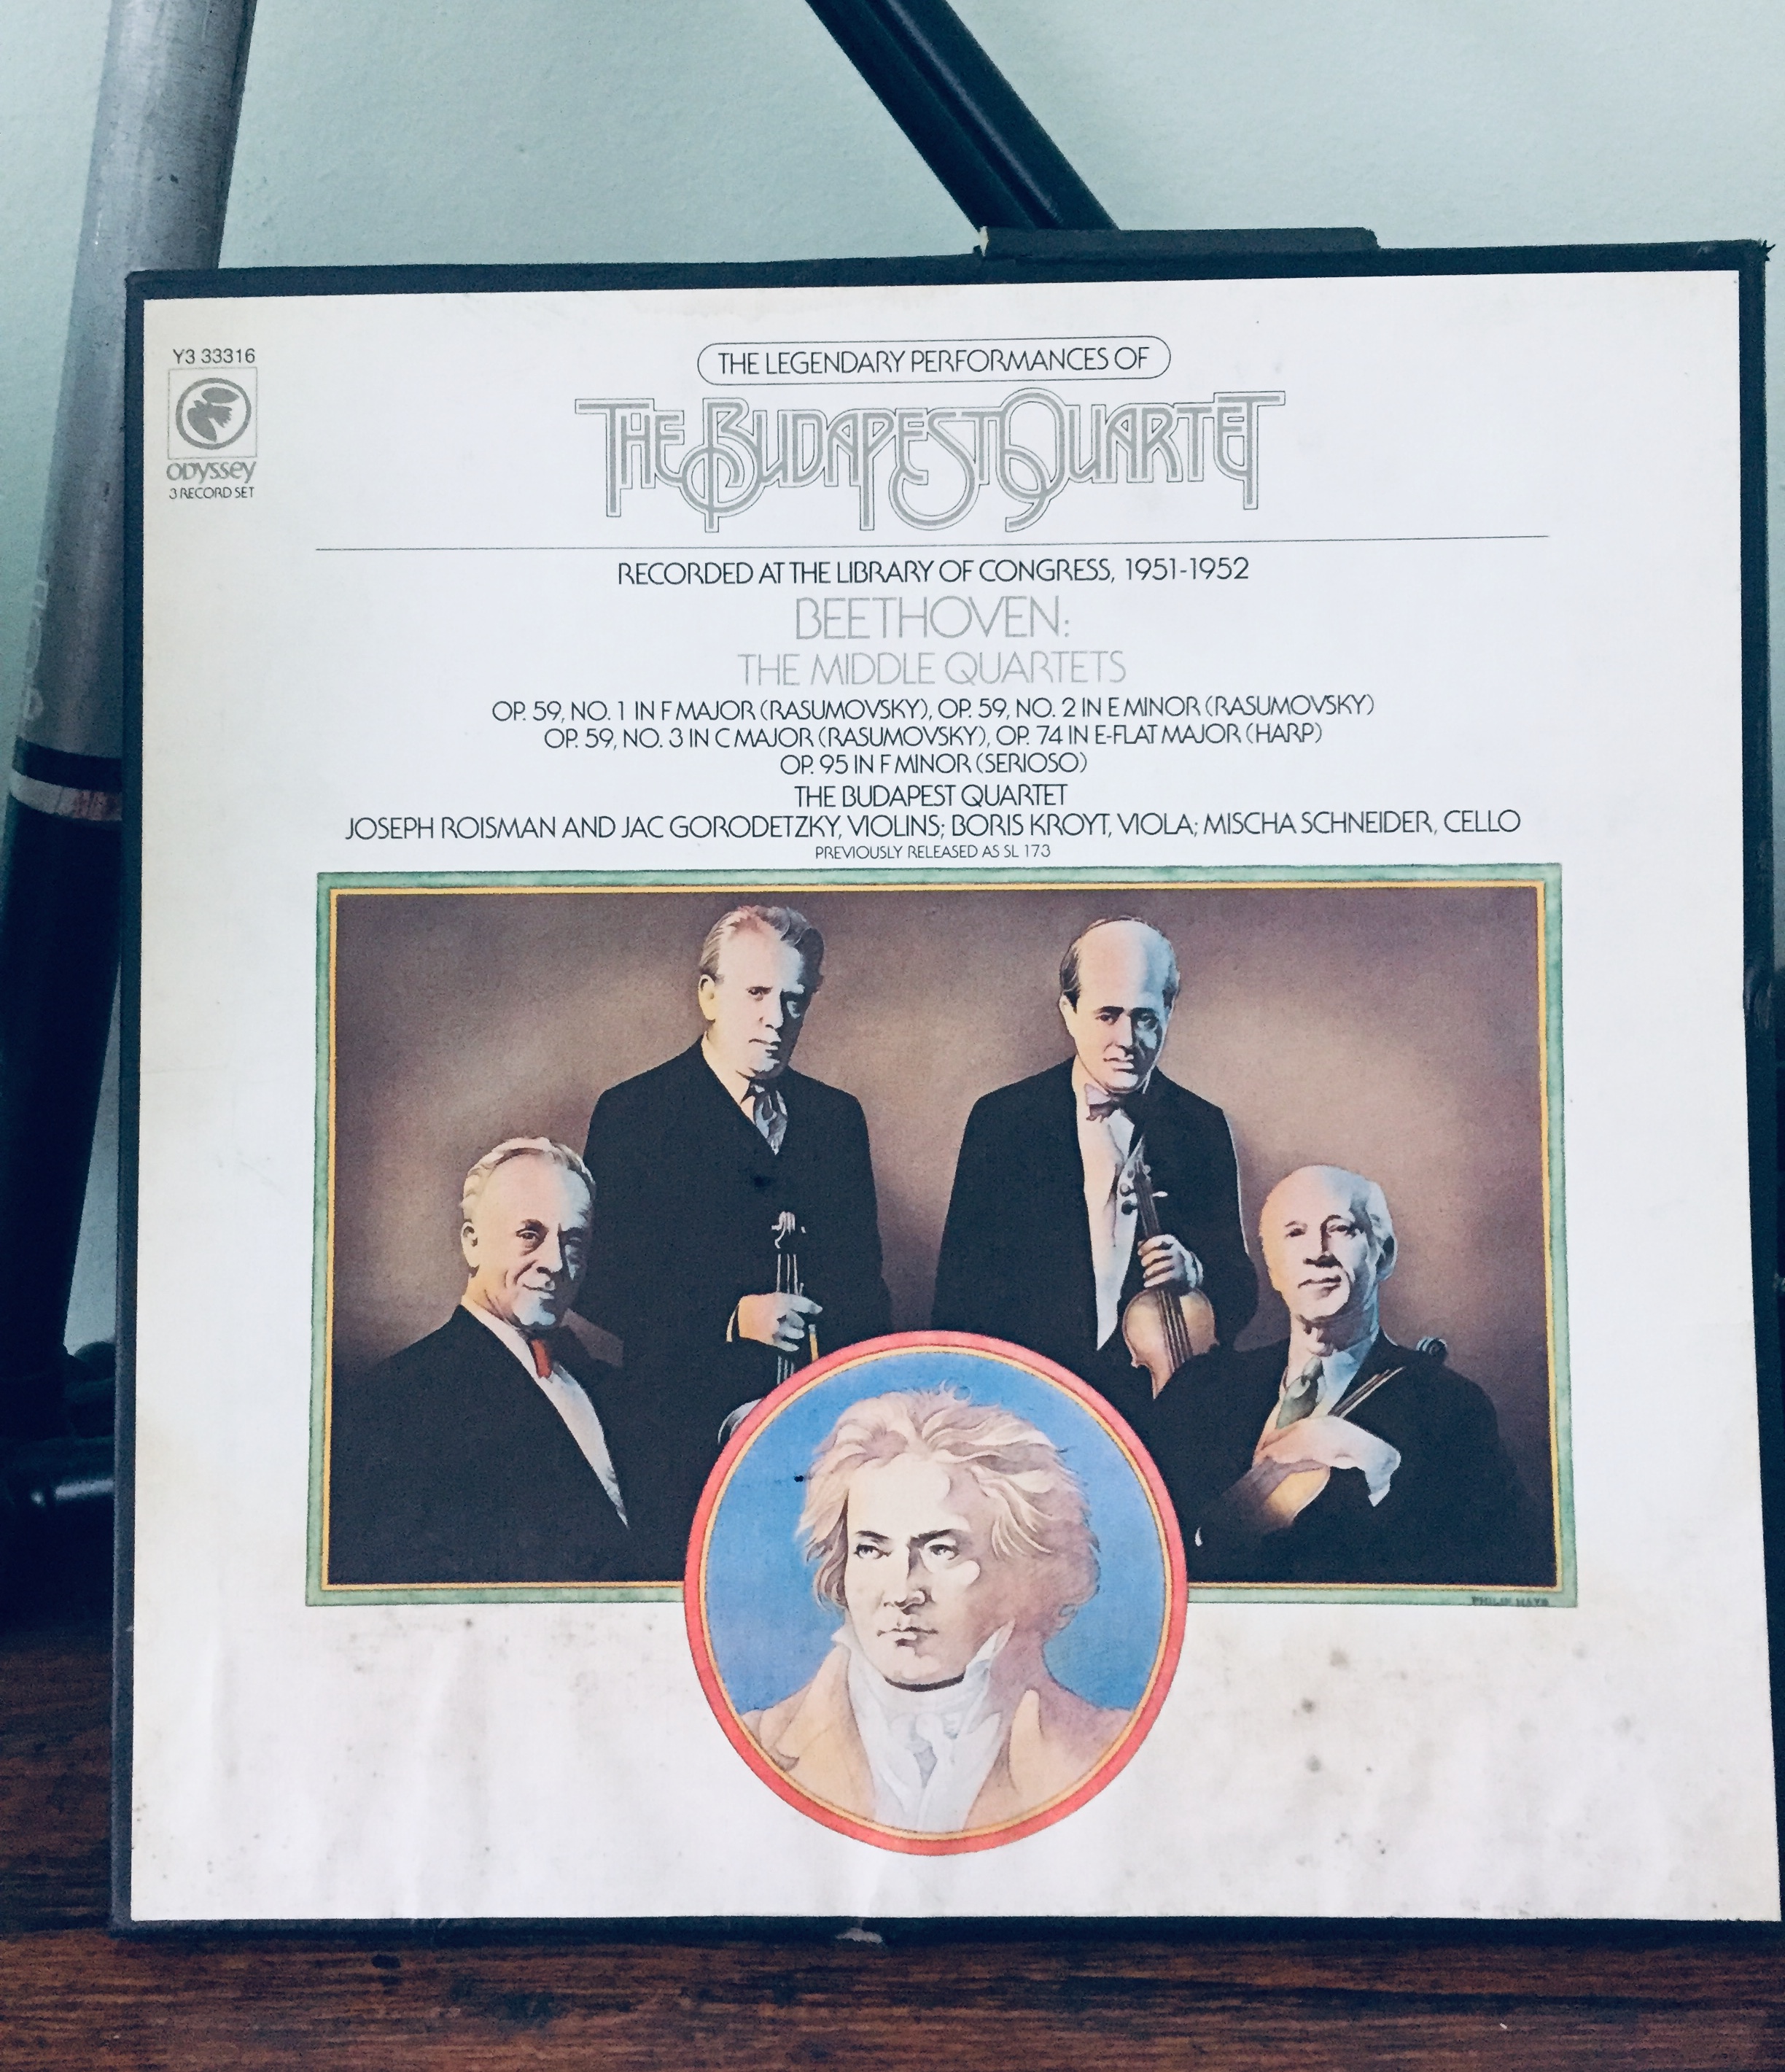 Y3 33316
ODYSSEY
3 RECORD SET
THE LEGENDARY PERFORMANCES OF
THE BUDAPEST QUARTET
RECORDED AT THE LIBRARY OF CONGRESS, 1951-1952
BEETHOVEN:
THE MIDDLE QUARTETS
OP. 59, NO. 1 IN F MAJOR (RASUMOVSKY), OP. 59, NO. 2 IN E MINOR (RASUMOVSKY)
OP. 59, NO. 3 IN C MAJOR (RASUMOVSKY), OP. 74 IN E-FLAT MAJOR (HARP)
OP. 95 IN F MINOR (SERIOSO)
THE BUDAPEST QUARTET
JOSEPH ROISMAN AND JAC GORODETZKY, VIOLINS; BORIS KROYT, VIOLA; MISCHA SCHNEIDER, CELLO
PREVIOUSLY RELEASED AS SL 173
PHILIP HAYS